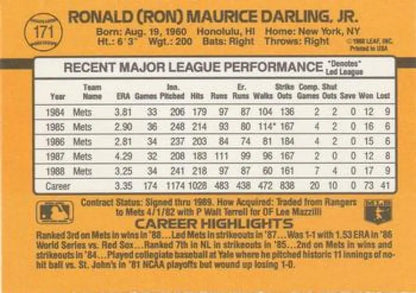 171
RONALD (RON) MAURICE DARLING, JR.
Born: Aug. 19, 1960 Honolulu, HI Home: New York, NY
Ht.: 6'3" Wgt.: 200 Bats: Right Throws: Right
©1988 LEAF, INC.
PRINTED IN USA
RECENT MAJOR LEAGUE PERFORMANCE *Denotes Led League
Year Team Name ERA Games Inn. Pitched Hits Runs Er. Runs Walks Strike Outs Comp. Games Shut Outs Save Won Lost
1984 Mets 3.81 33 206 179 97 87 104 136 2 2 0 12 9
1985 Mets 2.90 36 248 214 93 80 114* 167 4 2 0 16 6
1986 Mets 2.81 34 237 203 84 74 81 184 4 2 0 15 6
1987 Mets 4.29 32 208 183 111 99 96 167 2 0 0 12 8
1988 Mets 3.25 34 241 218 97 87 60 161 7 4 0 17 9
Career 3.35 174 1174 1028 483 438 472 838 20 10 0 73 41
Contract Status: Signed thru 1989. How Acquired: Traded from Rangers
to Mets 4/1/82 with P Walt Terrell for OF Lee Mazzilli
CAREER HIGHLIGHTS
Ranked 3rd on Mets in wins in '88...Led Mets in strikeouts in '87...Was 1-1 with 1.53 ERA in '86
World Series vs. Red Sox...Ranked 7th in NL in strikeouts in '85...2nd on Mets in strikeouts and
in '84...Played collegiate baseball at Yale where he pitched historic 11 innings of no-hit
ball vs. St. John's in '81 NCAA playoffs but wound up losing 1-0.